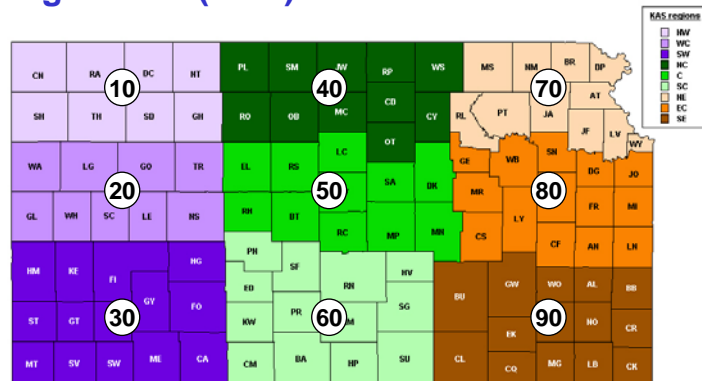 KAS regions
NW
WC
SW
NC
C
SC
NE
EC
SE
CN RA DC NT PL SM JW RP WS MS NM BR DP
10 40 70
SH TH SD GH RO OB MC CD CY RL PT JA AT
OT JF LV WY
WA LG GO TR EL RS LC SA DK GE WB SN DG JO
20 50 80
GL WH SC LE NS RH BT RC MP MN MR LY FR MI
CS CF AN LN
HM KE FI HG PN SF HV
GY ED RN BU GW WO AL BB
ST GT FO KW PR SG EK NO CR
30 60 90
MT SV SW ME CA CM BA HP SU CL CQ MG LB CK